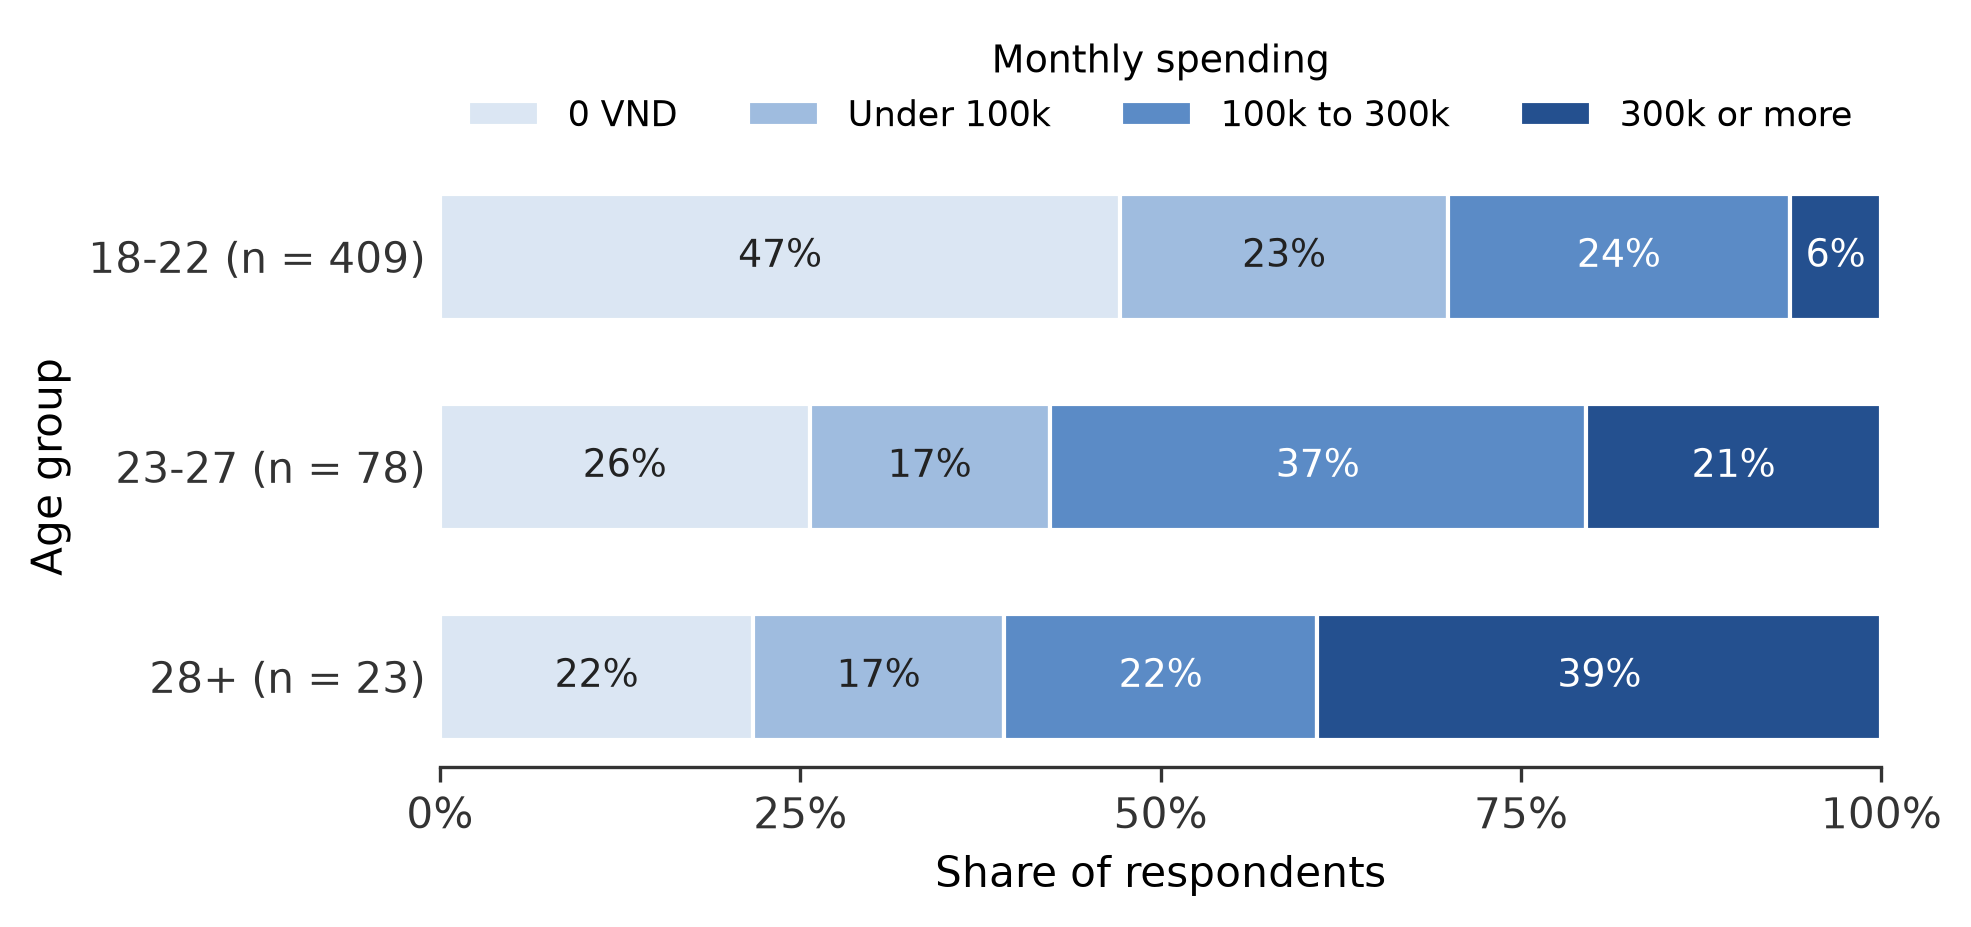 Monthly spending
0 VND Under 100k 100k to 300k 300k or more
18-22 (n = 409) 47% 23% 24% 6%
23-27 (n = 78) 26% 17% 37% 21%
28+ (n = 23) 22% 17% 22% 39%
Age group
0% 25% 50% 75% 100%
Share of respondents